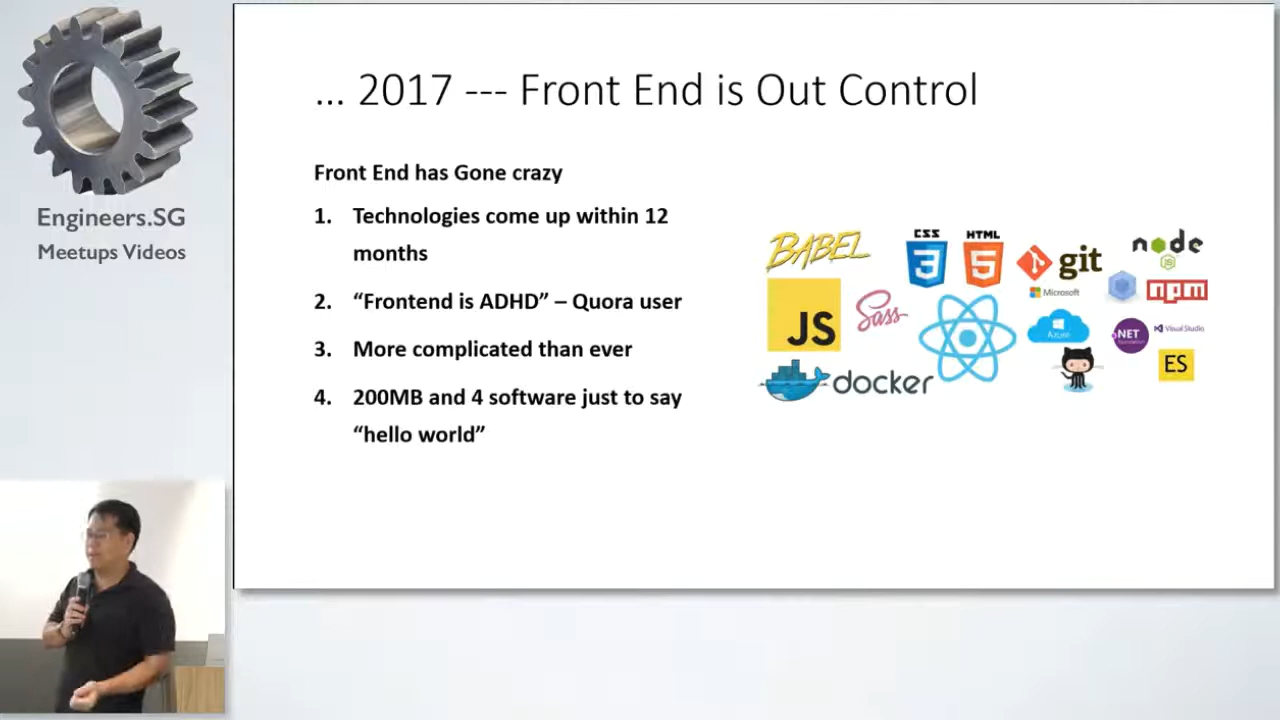 Engineers.SG
Meetups Videos
... 2017 --- Front End is Out Control
Front End has Gone crazy
1. Technologies come up within 12
months
2. “Frontend is ADHD” – Quora user
3. More complicated than ever
4. 200MB and 4 software just to say
“hello world”
BABEL
CSS
3
HTML
5
git
node
JS
Microsoft
npm
JS
Sass
Azure
.NET
foundation
Visual Studio
ES
docker